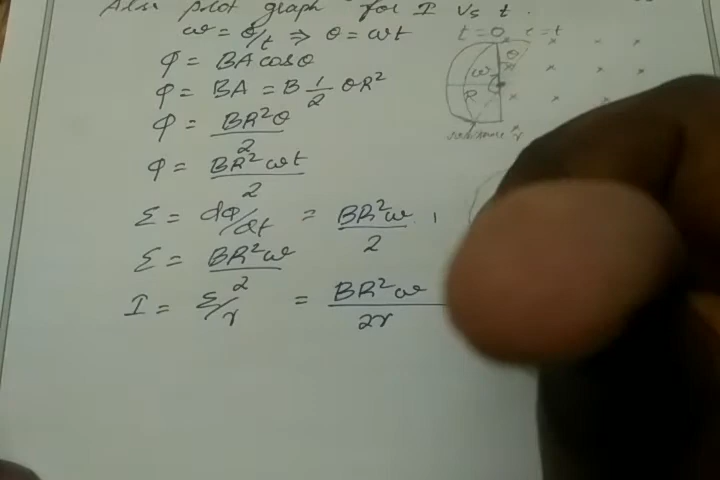 Also plot graph for I Vs t.
ω = θ/t ⇒ θ = ωt
t=0
φ = BA cosθ
φ = BA = B 1/2 θR²
φ = BR²θ/2
φ = BR²ωt/2
Σ = dφ/dt = BR²ω/2
Σ = BR²ω/2
I = Σ/r = BR²ω/2r
θ
ω
R